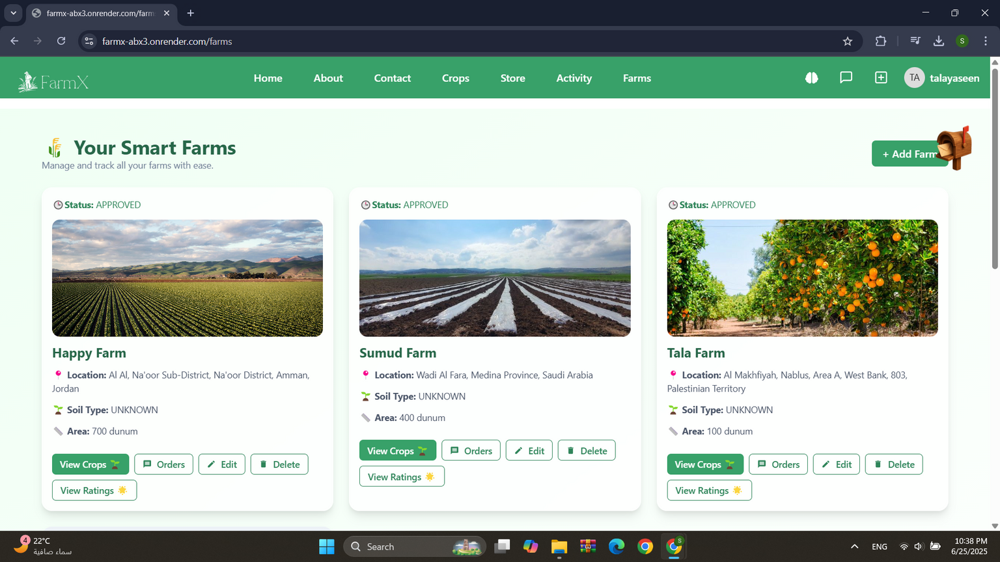 farmx-abx3.onrender.com/farm
farmx-abx3.onrender.com/farms
S
FarmX
Home
About
Contact
Crops
Store
Activity
Farms
TA
talayaseen
Your Smart Farms
Manage and track all your farms with ease.
+ Add Farm
Status: APPROVED
Happy Farm
Location: Al Al, Na'oor Sub-District, Na'oor District, Amman,
Jordan
Soil Type: UNKNOWN
Area: 700 dunum
View Crops
Orders
Edit
Delete
View Ratings
Status: APPROVED
Sumud Farm
Location: Wadi Al Fara, Medina Province, Saudi Arabia
Soil Type: UNKNOWN
Area: 400 dunum
View Crops
Orders
Edit
Delete
View Ratings
Status: APPROVED
Tala Farm
Location: Al Makhfiyah, Nablus, Area A, West Bank, 803,
Palestinian Territory
Soil Type: UNKNOWN
Area: 100 dunum
View Crops
Orders
Edit
Delete
View Ratings
4
22°C
سماء صافية
Search
S
ENG
10:38 PM
6/25/2025